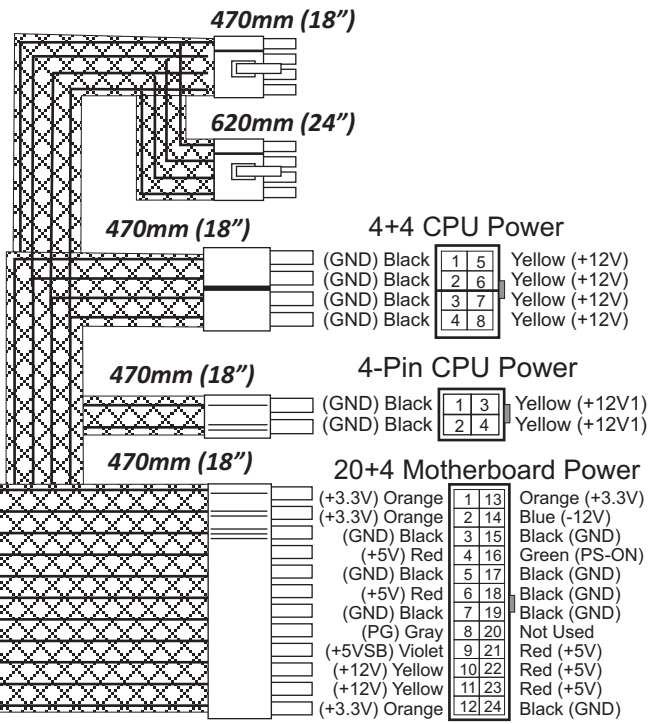 470mm (18”)
620mm (24”)
470mm (18”)
4+4 CPU Power
(GND) Black 1 5 Yellow (+12V)
(GND) Black 2 6 Yellow (+12V)
(GND) Black 3 7 Yellow (+12V)
(GND) Black 4 8 Yellow (+12V)
470mm (18”)
4-Pin CPU Power
(GND) Black 1 3 Yellow (+12V1)
(GND) Black 2 4 Yellow (+12V1)
470mm (18”)
20+4 Motherboard Power
(+3.3V) Orange 1 13 Orange (+3.3V)
(+3.3V) Orange 2 14 Blue (-12V)
(GND) Black 3 15 Black (GND)
(+5V) Red 4 16 Green (PS-ON)
(GND) Black 5 17 Black (GND)
(+5V) Red 6 18 Black (GND)
(GND) Black 7 19 Black (GND)
(PG) Gray 8 20 Not Used
(+5VSB) Violet 9 21 Red (+5V)
(+12V) Yellow 10 22 Red (+5V)
(+12V) Yellow 11 23 Red (+5V)
(+3.3V) Orange 12 24 Black (GND)